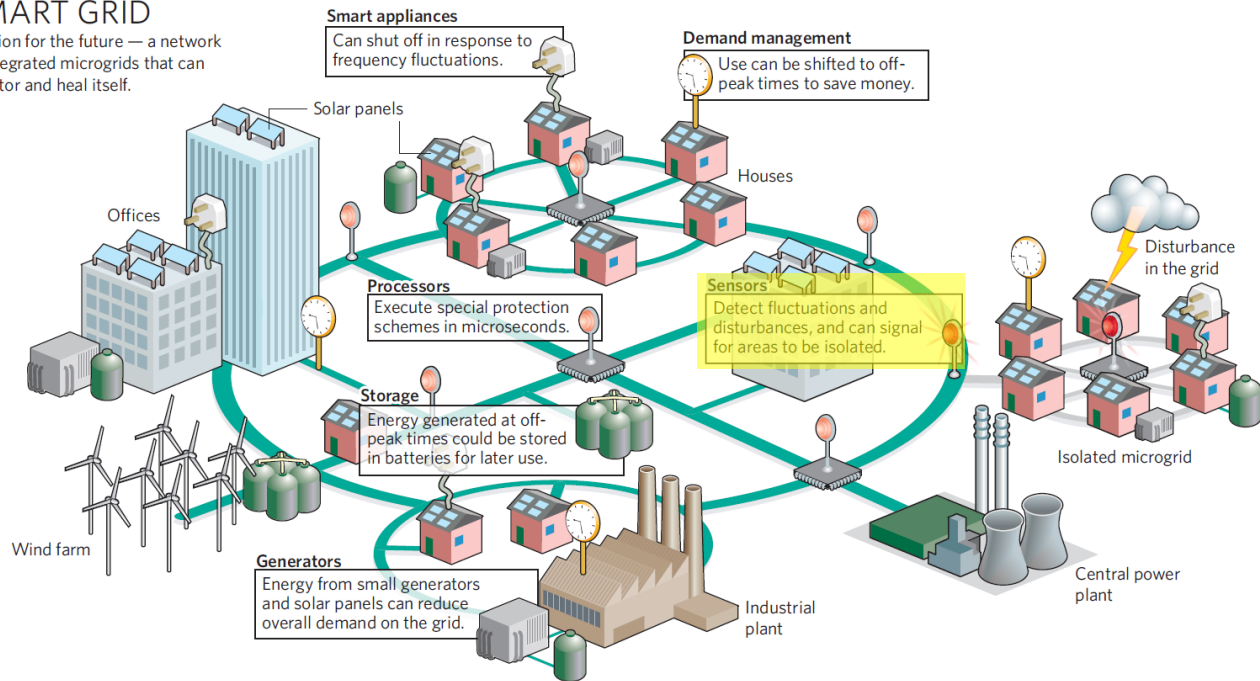 MART GRID
ion for the future — a network
egrated microgrids that can
tor and heal itself.
Smart appliances
Can shut off in response to
frequency fluctuations.
Demand management
Use can be shifted to off-
peak times to save money.
Solar panels
Houses
Offices
Disturbance
in the grid
Processors
Execute special protection
schemes in microseconds.
Sensors
Detect fluctuations and
disturbances, and can signal
for areas to be isolated.
Storage
Energy generated at off-
peak times could be stored
in batteries for later use.
Isolated microgrid
Wind farm
Generators
Energy from small generators
and solar panels can reduce
overall demand on the grid.
Industrial
plant
Central power
plant